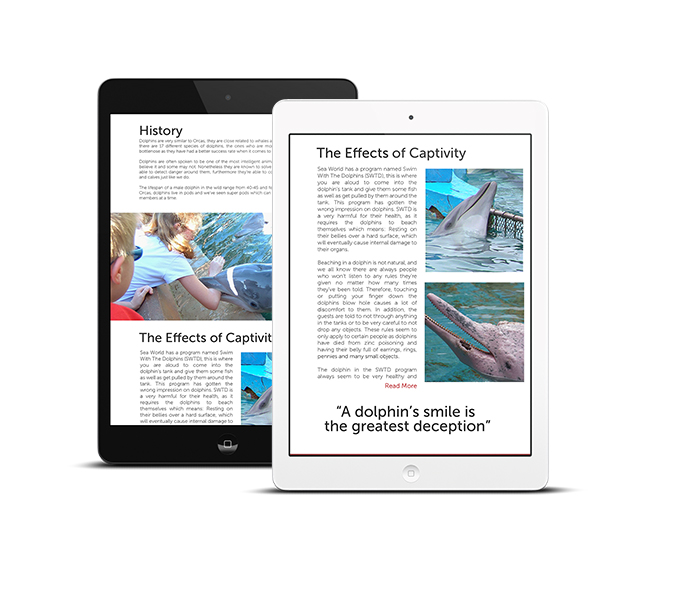 History
Dolphins are very similar to Orcas, they are close related to whales a
there are 37 different species of dolphins, the ones who are mo
bottlenose as they have had a better success rate when it comes to
Dolphins are often spoken to be one of the most intelligent anim
believe it and some may not. Nonetheless they are known to solve
able to detect danger around them, furthermore they're able to co
and calves just like we do.
The lifespan of a male dolphin in the wild range from 40-45 and fe
Orcas, dolphins live in pods and we've seen super pods which can
members at a time.
The Effects of Captivit
Sea World has a program named Swim
With The Dolphins (SWTD), this is where
you are aloud to come into the
dolphin's tank and give them some fish
as well as get pulled by them around the
tank. This program has gotten the
wrong impression on dolphins. SWTD is
a very harmful for their health, as it
requires the dolphins to beach
themselves which means: Resting on
their bellies over a hard surface, which
will eventually cause internal damage to
The Effects of Captivity
Sea World has a program named Swim
With The Dolphins (SWTD), this is where
you are aloud to come into the
dolphin's tank and give them some fish
as well as get pulled by them around the
tank. This program has gotten the
wrong impression on dolphins. SWTD is
a very harmful for their health, as it
requires the dolphins to beach
themselves which means: Resting on
their bellies over a hard surface, which
will eventually cause internal damage to
their organs.
Beaching in a dolphin is not natural, and
we all know there are always people
who won't listen to any rules they're
given no matter how many times
they've been told. Therefore, touching
or putting your finger down the
dolphins blow hole causes a lot of
discomfort to them. In addition, the
guests are told to not through anything
in the tanks or to be very careful to not
drop any objects. These rules seem to
only apply to certain people as dolphins
have died from zinc poisoning and
having their belly full of earrings, rings,
pennies and many small objects.
The dolphin in the SWTD program
always seem to be very healthy and
Read More
"A dolphin's smile is
the greatest deception"